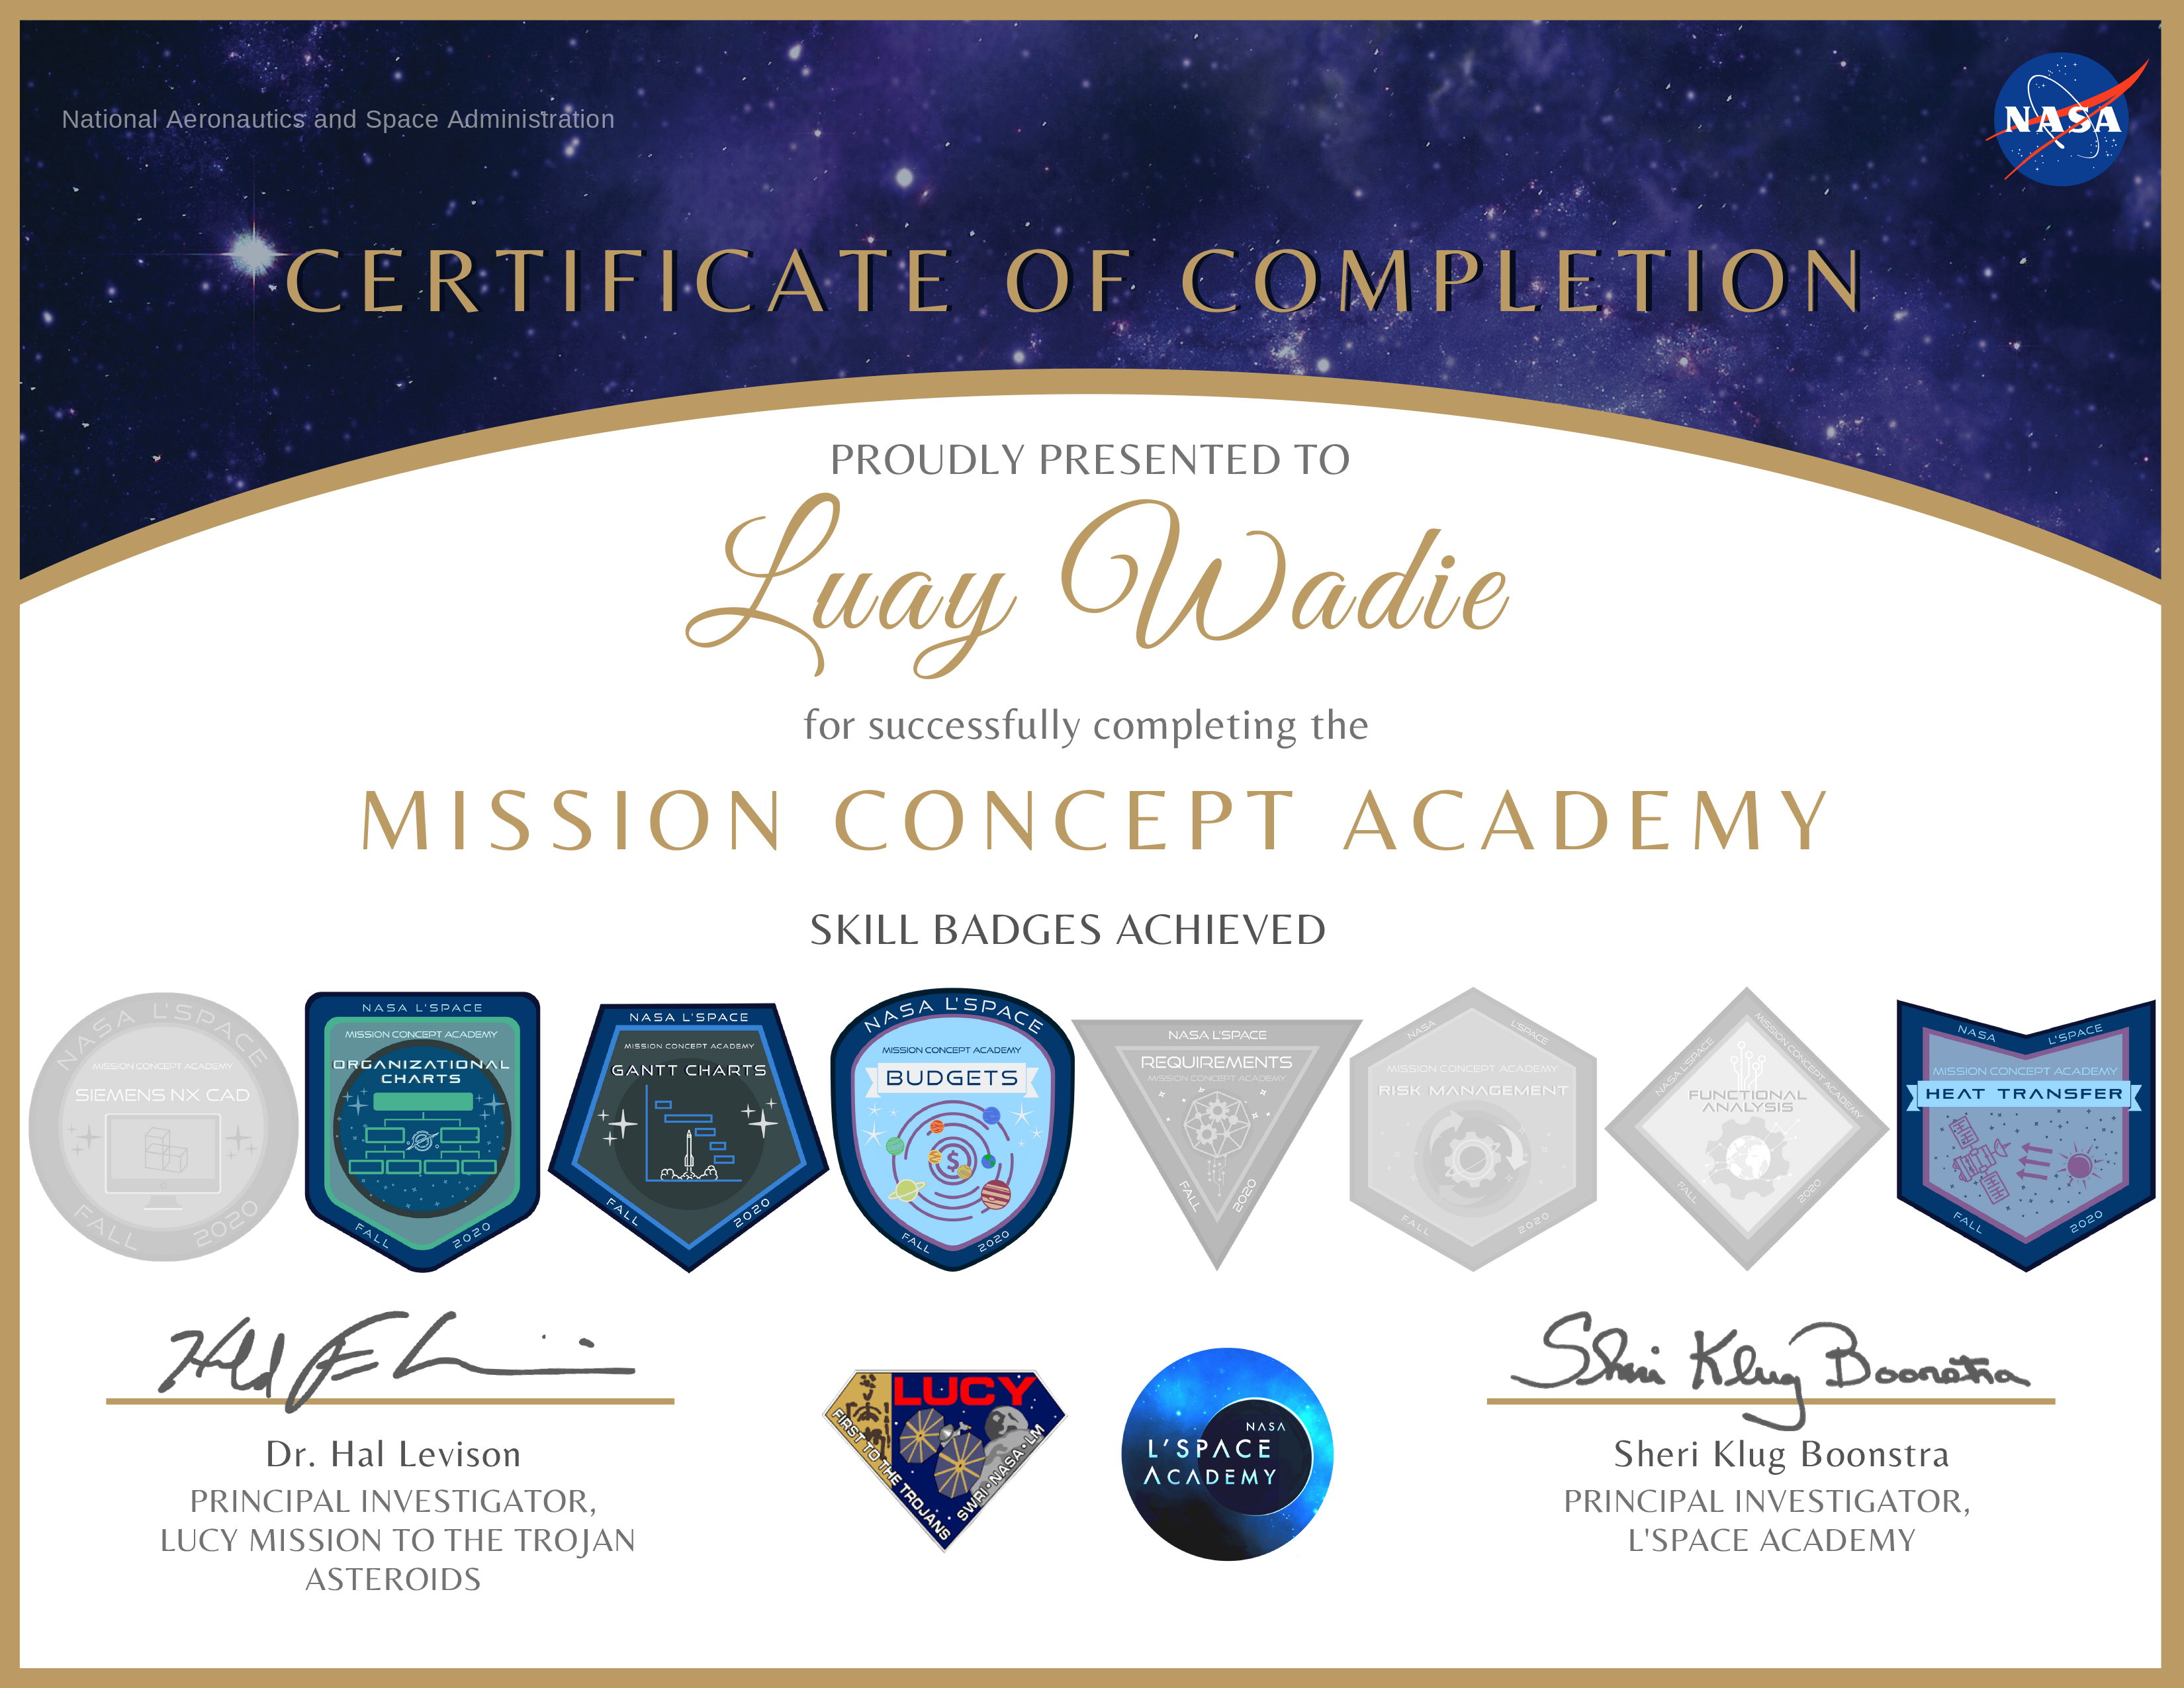 National Aeronautics and Space Administration
NASA
CERTIFICATE OF COMPLETION
PROUDLY PRESENTED TO
Luay Wadie
for successfully completing the
MISSION CONCEPT ACADEMY
SKILL BADGES ACHIEVED
NASA L'SPACE
MISSION CONCEPT ACADEMY
SIEMENS NX CAD
FALL 2020
NASA L'SPACE
MISSION CONCEPT ACADEMY
ORGANIZATIONAL
CHARTS
FALL 2020
NASA L'SPACE
MISSION CONCEPT ACADEMY
GANTT CHARTS
FALL 2020
NASA L'SPACE
MISSION CONCEPT ACADEMY
BUDGETS
$
FALL 2020
NASA L'SPACE
REQUIREMENTS
MISSION CONCEPT ACADEMY
FALL 2020
NASA L'SPACE
MISSION CONCEPT ACADEMY
RISK MANAGEMENT
FALL 2020
NASA L'SPACE
MISSION CONCEPT ACADEMY
FUNCTIONAL
ANALYSIS
FALL 2020
NASA L'SPACE
MISSION CONCEPT ACADEMY
HEAT TRANSFER
FALL 2020
Hal F Levison
Dr. Hal Levison
PRINCIPAL INVESTIGATOR,
LUCY MISSION TO THE TROJAN
ASTEROIDS
LUCY
FIRST TO THE TROJANS
SWRI • NASA • LM
NASA
L'SPACE
ACADEMY
Sheri Klug Boonstra
Sheri Klug Boonstra
PRINCIPAL INVESTIGATOR,
L'SPACE ACADEMY